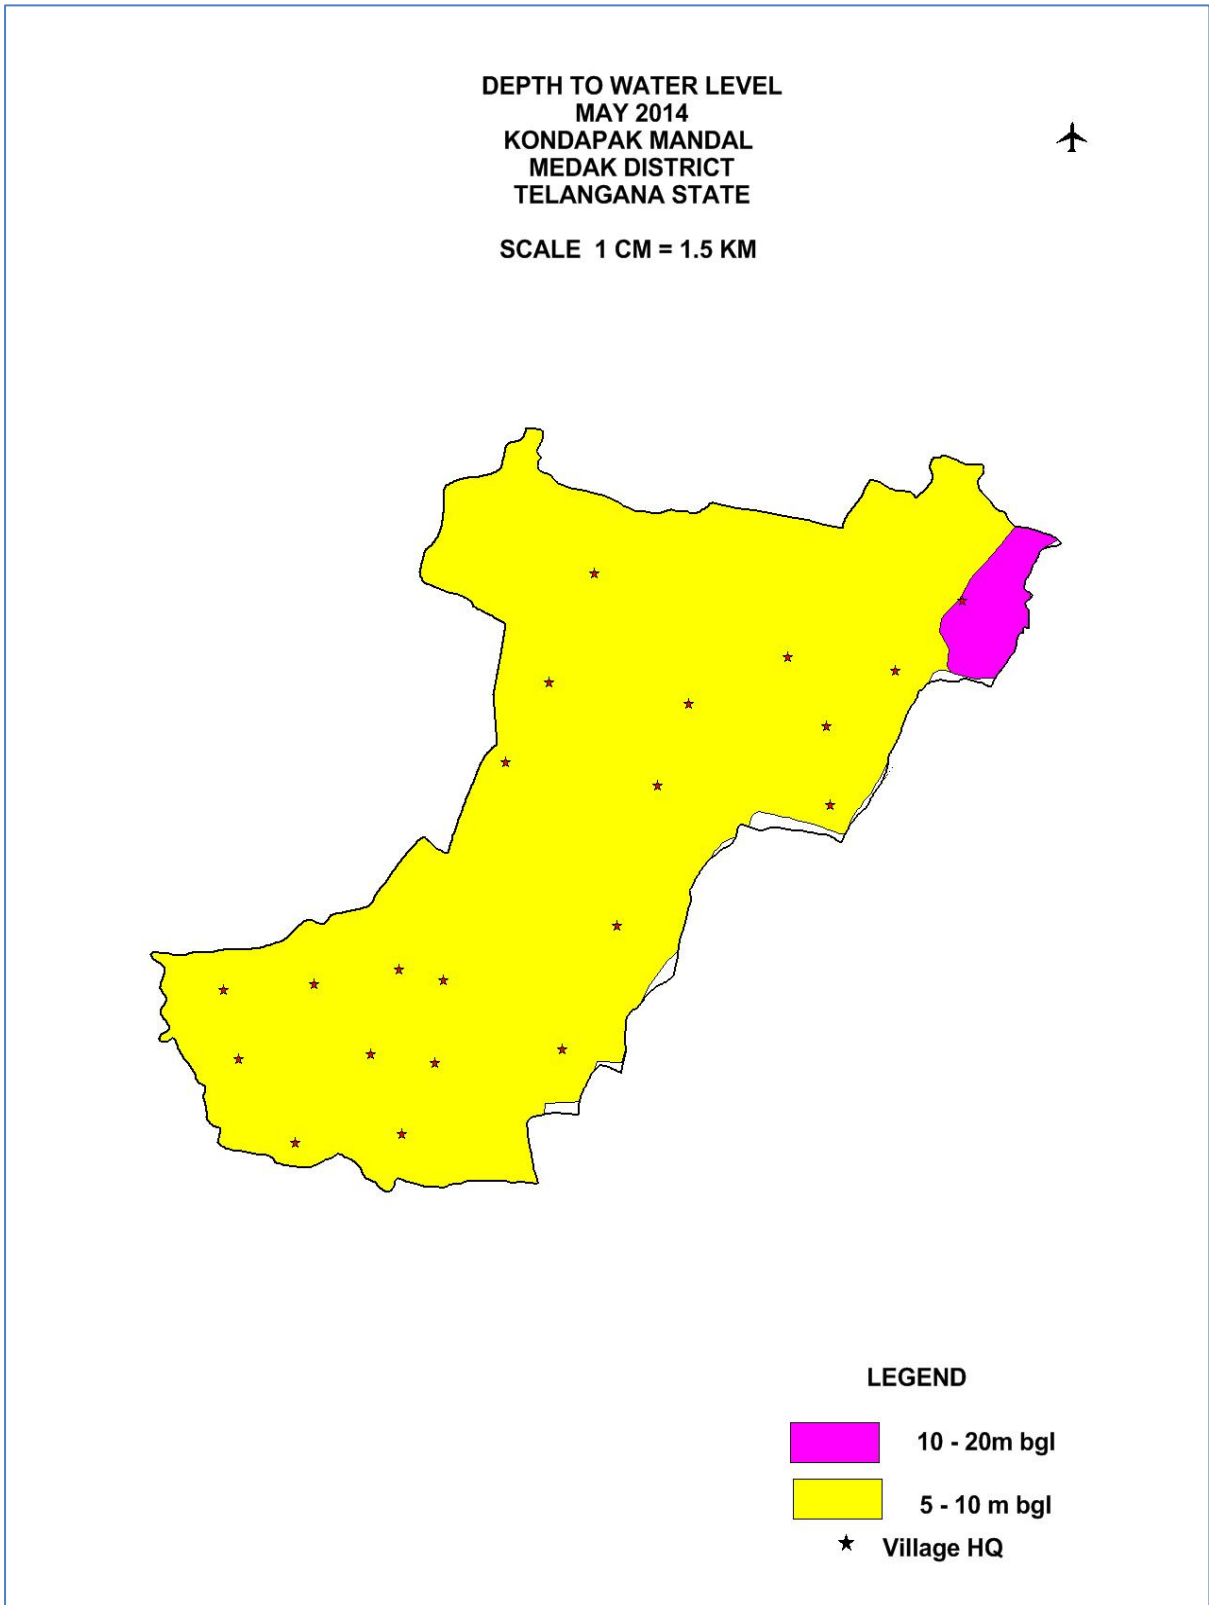 DEPTH TO WATER LEVEL
MAY 2014
KONDAPAK MANDAL
MEDAK DISTRICT
TELANGANA STATE
SCALE 1 CM = 1.5 KM
LEGEND
10 - 20m bgl
5 - 10 m bgl
Village HQ